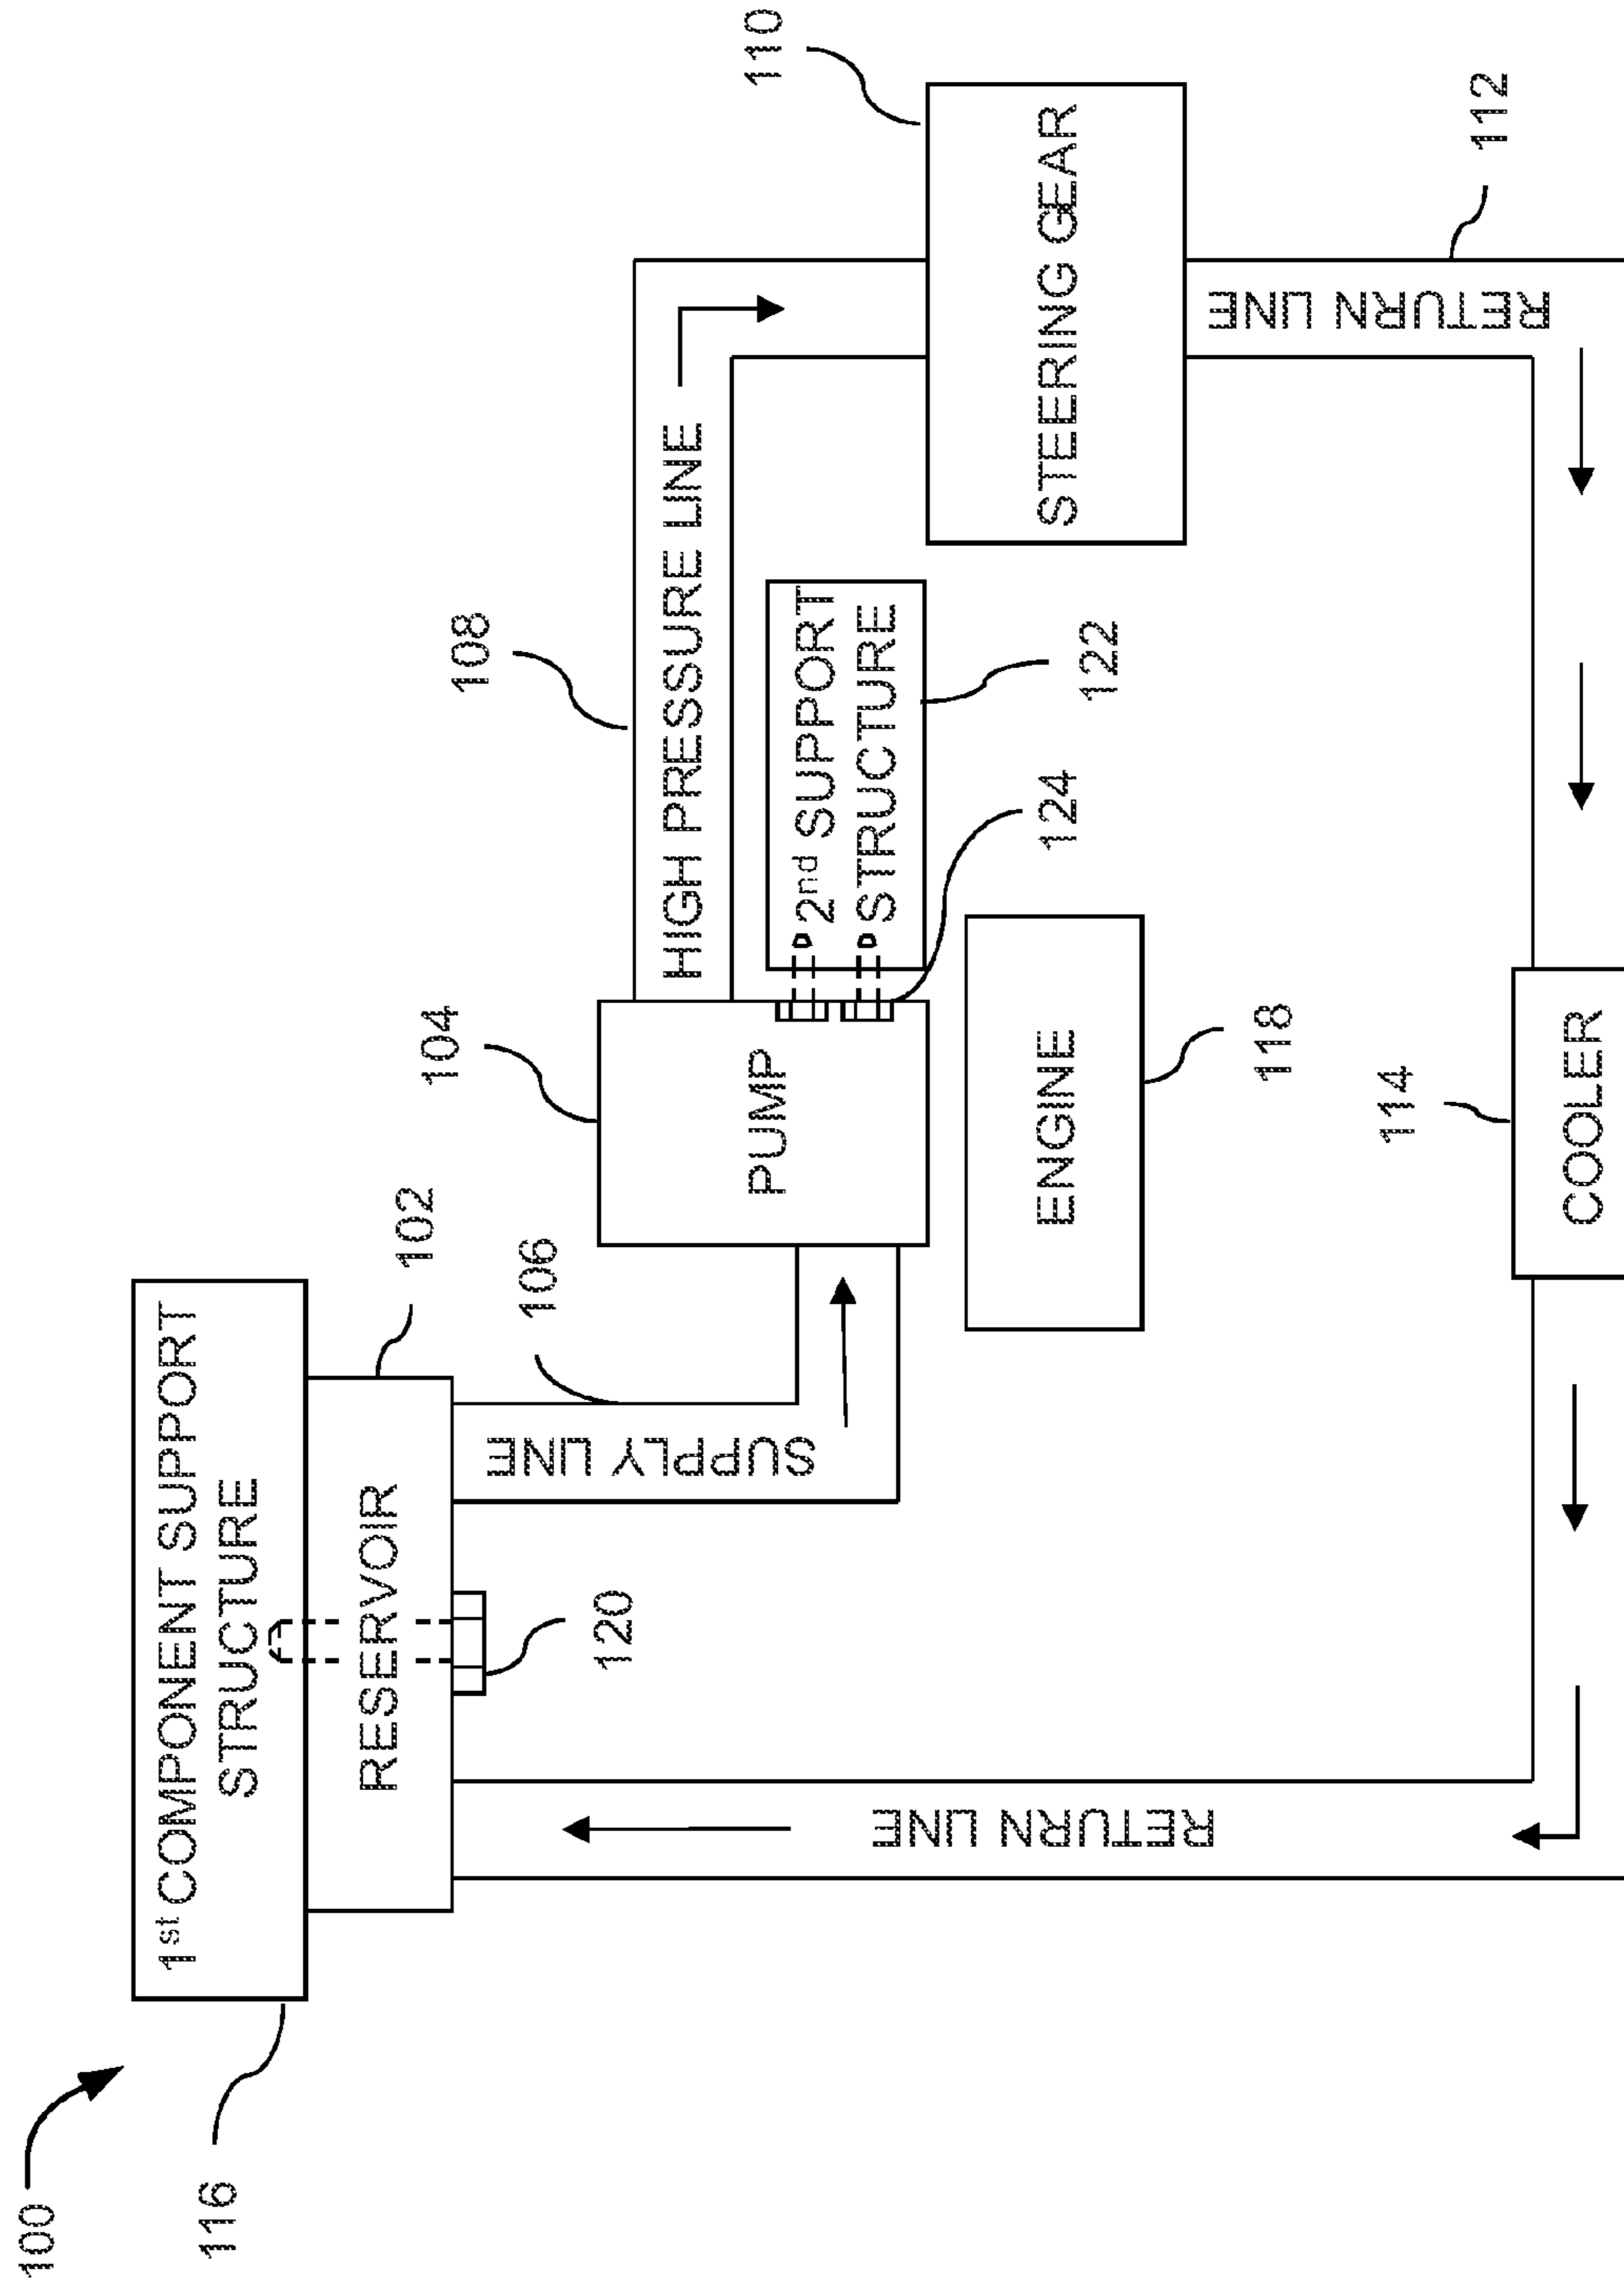 100
116
1st COMPONENT SUPPORT
STRUCTURE
RESERVOIR
102
120
SUPPLY LINE
106
104
PUMP
108
HIGH PRESSURE LINE
2nd SUPPORT
STRUCTURE
122
124
ENGINE
118
110
STEERING GEAR
RETURN LINE
112
114
COOLER
RETURN LINE